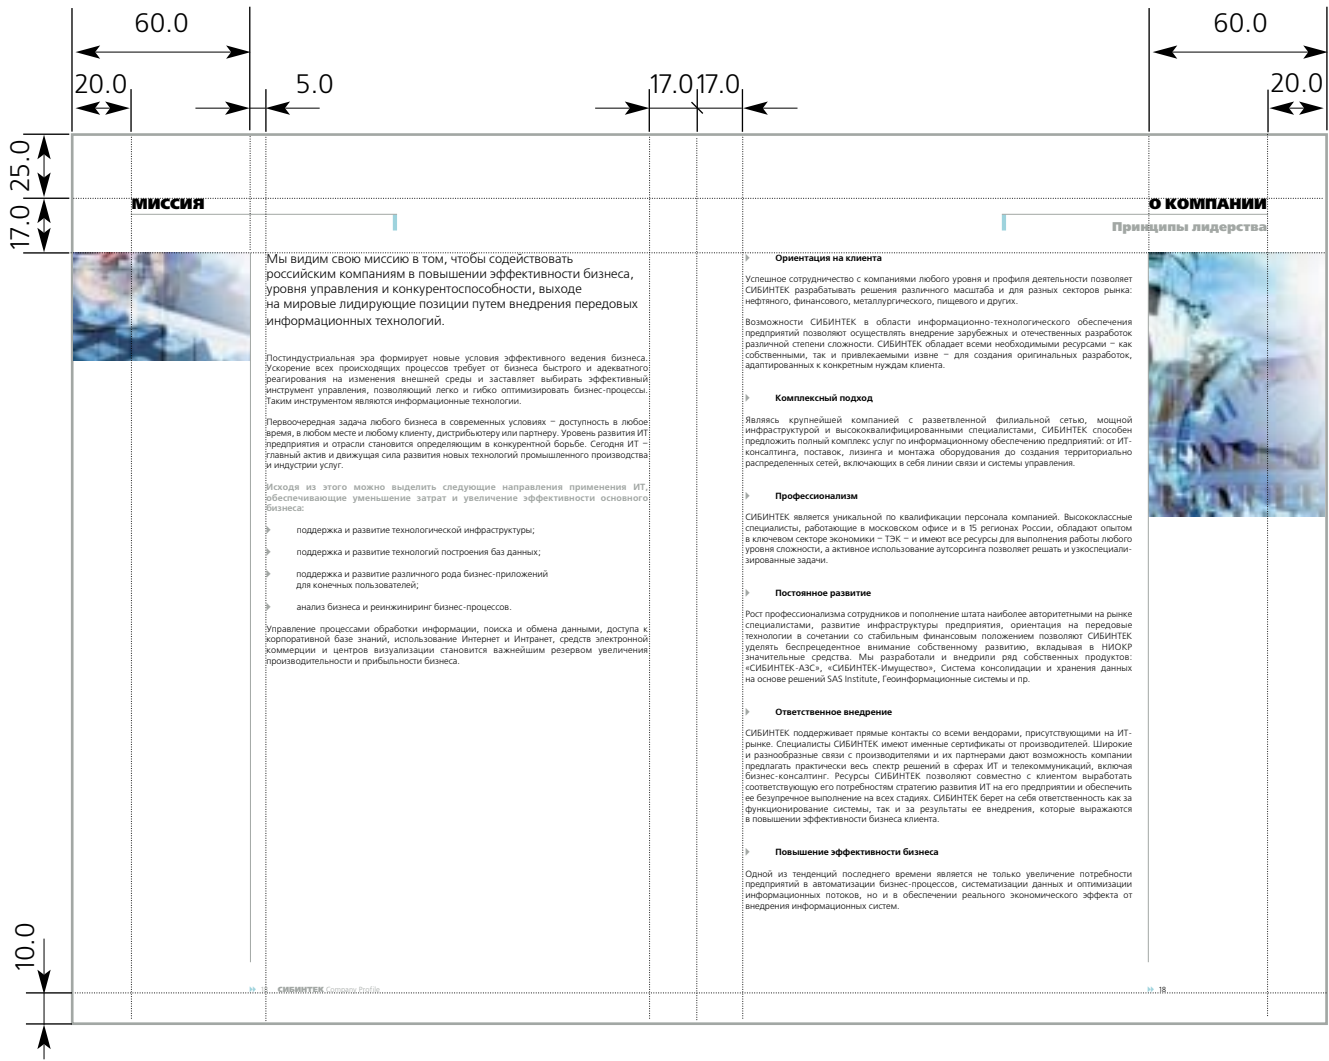 60.0
60.0
20.0
5.0
17.0
17.0
20.0
25.0
17.0
10.0
МИССИЯ
Мы видим свою миссию в том, чтобы содействовать
российским компаниям в повышении эффективности бизнеса,
уровня управления и конкурентоспособности, выходе
на мировые лидирующие позиции путем внедрения передовых
информационных технологий.
Постиндустриальная эра формирует новые условия эффективного ведения бизнеса.
Ускорение всех происходящих процессов требует от бизнеса быстрого и адекватного
реагирования на изменения внешней среды и заставляет выбирать эффективный
инструмент управления, позволяющий легко и гибко оптимизировать бизнес-процессы.
Таким инструментом являются информационные технологии.
Первоочередная задача любого бизнеса в современных условиях – доступность в любое
время, в любом месте и любому клиенту, дистрибьютеру или партнеру. Уровень развития ИТ
предприятия и отрасли становится определяющим в конкурентной борьбе. Сегодня ИТ –
главный актив и движущая сила развития новых технологий промышленного производства
и индустрии услуг.
Исходя из этого можно выделить следующие направления применения ИТ,
обеспечивающие уменьшение затрат и увеличение эффективности основного
бизнеса:
поддержка и развитие технологической инфраструктуры;
поддержка и развитие технологий построения баз данных;
поддержка и развитие различного рода бизнес-приложений
для конечных пользователей;
анализ бизнеса и реинжиниринг бизнес-процессов.
Управление процессами обработки информации, поиска и обмена данными, доступа к
корпоративной базе знаний, использование Интернет и Интранет, средств электронной
коммерции и центров визуализации становится важнейшим резервом увеличения
производительности и прибыльности бизнеса.
СИБИНТЕК Company Profile
О КОМПАНИИ
Принципы лидерства
Ориентация на клиента
Успешное сотрудничество с компаниями любого уровня и профиля деятельности позволяет
СИБИНТЕК разрабатывать решения различного масштаба и для разных секторов рынка:
нефтяного, финансового, металлургического, пищевого и других.
Возможности СИБИНТЕК в области информационно-технологического обеспечения
предприятий позволяют осуществлять внедрение зарубежных и отечественных разработок
различной степени сложности. СИБИНТЕК обладает всеми необходимыми ресурсами – как
собственными, так и привлекаемыми извне – для создания оригинальных разработок,
адаптированных к конкретным нуждам клиента.
Комплексный подход
Являясь крупнейшей компанией с разветвленной филиальной сетью, мощной
инфраструктурой и высококвалифицированными специалистами, СИБИНТЕК способен
предложить полный комплекс услуг по информационному обеспечению предприятий: от ИТ-
консалтинга, поставок, лизинга и монтажа оборудования до создания территориально
распределенных сетей, включающих в себя линии связи и системы управления.
Профессионализм
СИБИНТЕК является уникальной по квалификации персонала компанией. Высококлассные
специалисты, работающие в московском офисе и в 15 регионах России, обладают опытом
в ключевом секторе экономики – ТЭК – и имеют все ресурсы для выполнения работы любого
уровня сложности, а активное использование аутсорсинга позволяет решать и узкоспециали-
зированные задачи.
Постоянное развитие
Рост профессионализма сотрудников и пополнение штата наиболее авторитетными на рынке
специалистами, развитие инфраструктуры предприятия, ориентация на передовые
технологии в сочетании со стабильным финансовым положением позволяют СИБИНТЕК
уделять беспрецедентное внимание собственному развитию, вкладывая в НИОКР
значительные средства. Мы разработали и внедрили ряд собственных продуктов:
«СИБИНТЕК-АЗС», «СИБИНТЕК-Имущество», Система консолидации и хранения данных
на основе решений SAS Institute, Геоинформационные системы и пр.
Ответственное внедрение
СИБИНТЕК поддерживает прямые контакты со всеми вендорами, присутствующими на ИТ-
рынке. Специалисты СИБИНТЕК имеют именные сертификаты от производителей. Широкие
и разнообразные связи с производителями и их партнерами дают возможность компании
предлагать практически весь спектр решений в сферах ИТ и телекоммуникаций, включая
бизнес-консалтинг. Ресурсы СИБИНТЕК позволяют совместно с клиентом выработать
соответствующую его потребностям стратегию развития ИТ на его предприятии и обеспечить
ее безупречное выполнение на всех стадиях. СИБИНТЕК берет на себя ответственность как за
функционирование системы, так и за результаты ее внедрения, которые выражаются
в повышении эффективности бизнеса клиента.
Повышение эффективности бизнеса
Одной из тенденций последнего времени является не только увеличение потребности
предприятий в автоматизации бизнес-процессов, систематизации данных и оптимизации
информационных потоков, но и в обеспечении реального экономического эффекта от
внедрения информационных систем.
18